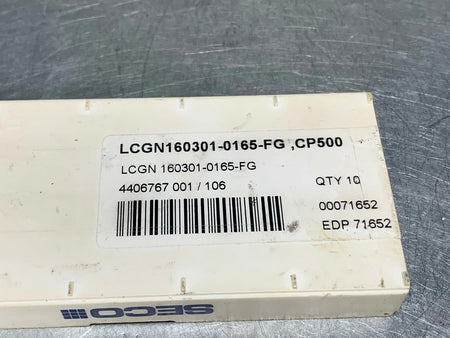 LCGN160301-0165-FG ,CP500
LCGN 160301-0165-FG
4406767 001 / 106
QTY 10
00071652
EDP 71652
SECO